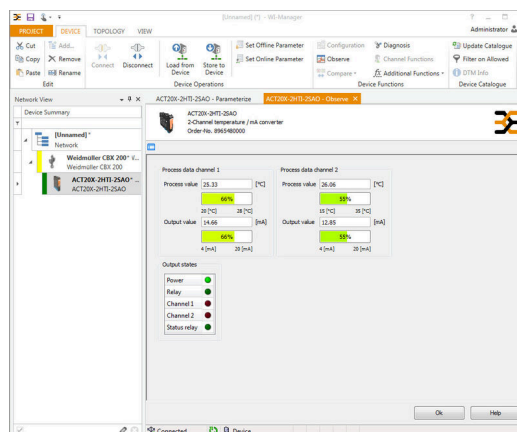 [Unnamed] (*) - WI-Manager
PROJECT DEVICE TOPOLOGY VIEW Administrator
Cut Add...
Copy Remove
Paste Rename
Edit
Connect Disconnect
Load from Device Store to Device
Set Offline Parameter
Set Online Parameter
Device Operations
Configuration Diagnosis
Observe Channel Functions
Compare Additional Functions
Device Functions
Update Catalogue
Filter on Allowed
DTM Info
Device Catalogue
Network View
Device Summary
[Unnamed]*
Network
Weidmüller CBX 200* /...
Weidmüller CBX 200
ACT20X-2HTI-2SAO* ...
ACT20X-2HTI-2SAO
ACT20X-2HTI-2SAO - Parameterize ACT20X-2HTI-2SAO - Observe
ACT20X-2HTI-2SAO
2-Channel temperature / mA converter
Order-No. 8965480000
Process data channel 1
Process value 25.33 [°C]
66%
20 [°C] 28 [°C]
Output value 14.66 [mA]
66%
4 [mA] 20 [mA]
Process data channel 2
Process value 26.06 [°C]
55%
15 [°C] 35 [°C]
Output value 12.85 [mA]
55%
4 [mA] 20 [mA]
Output states
Power
Relay
Channel 1
Channel 2
Status relay
Ok Help
Connected Device